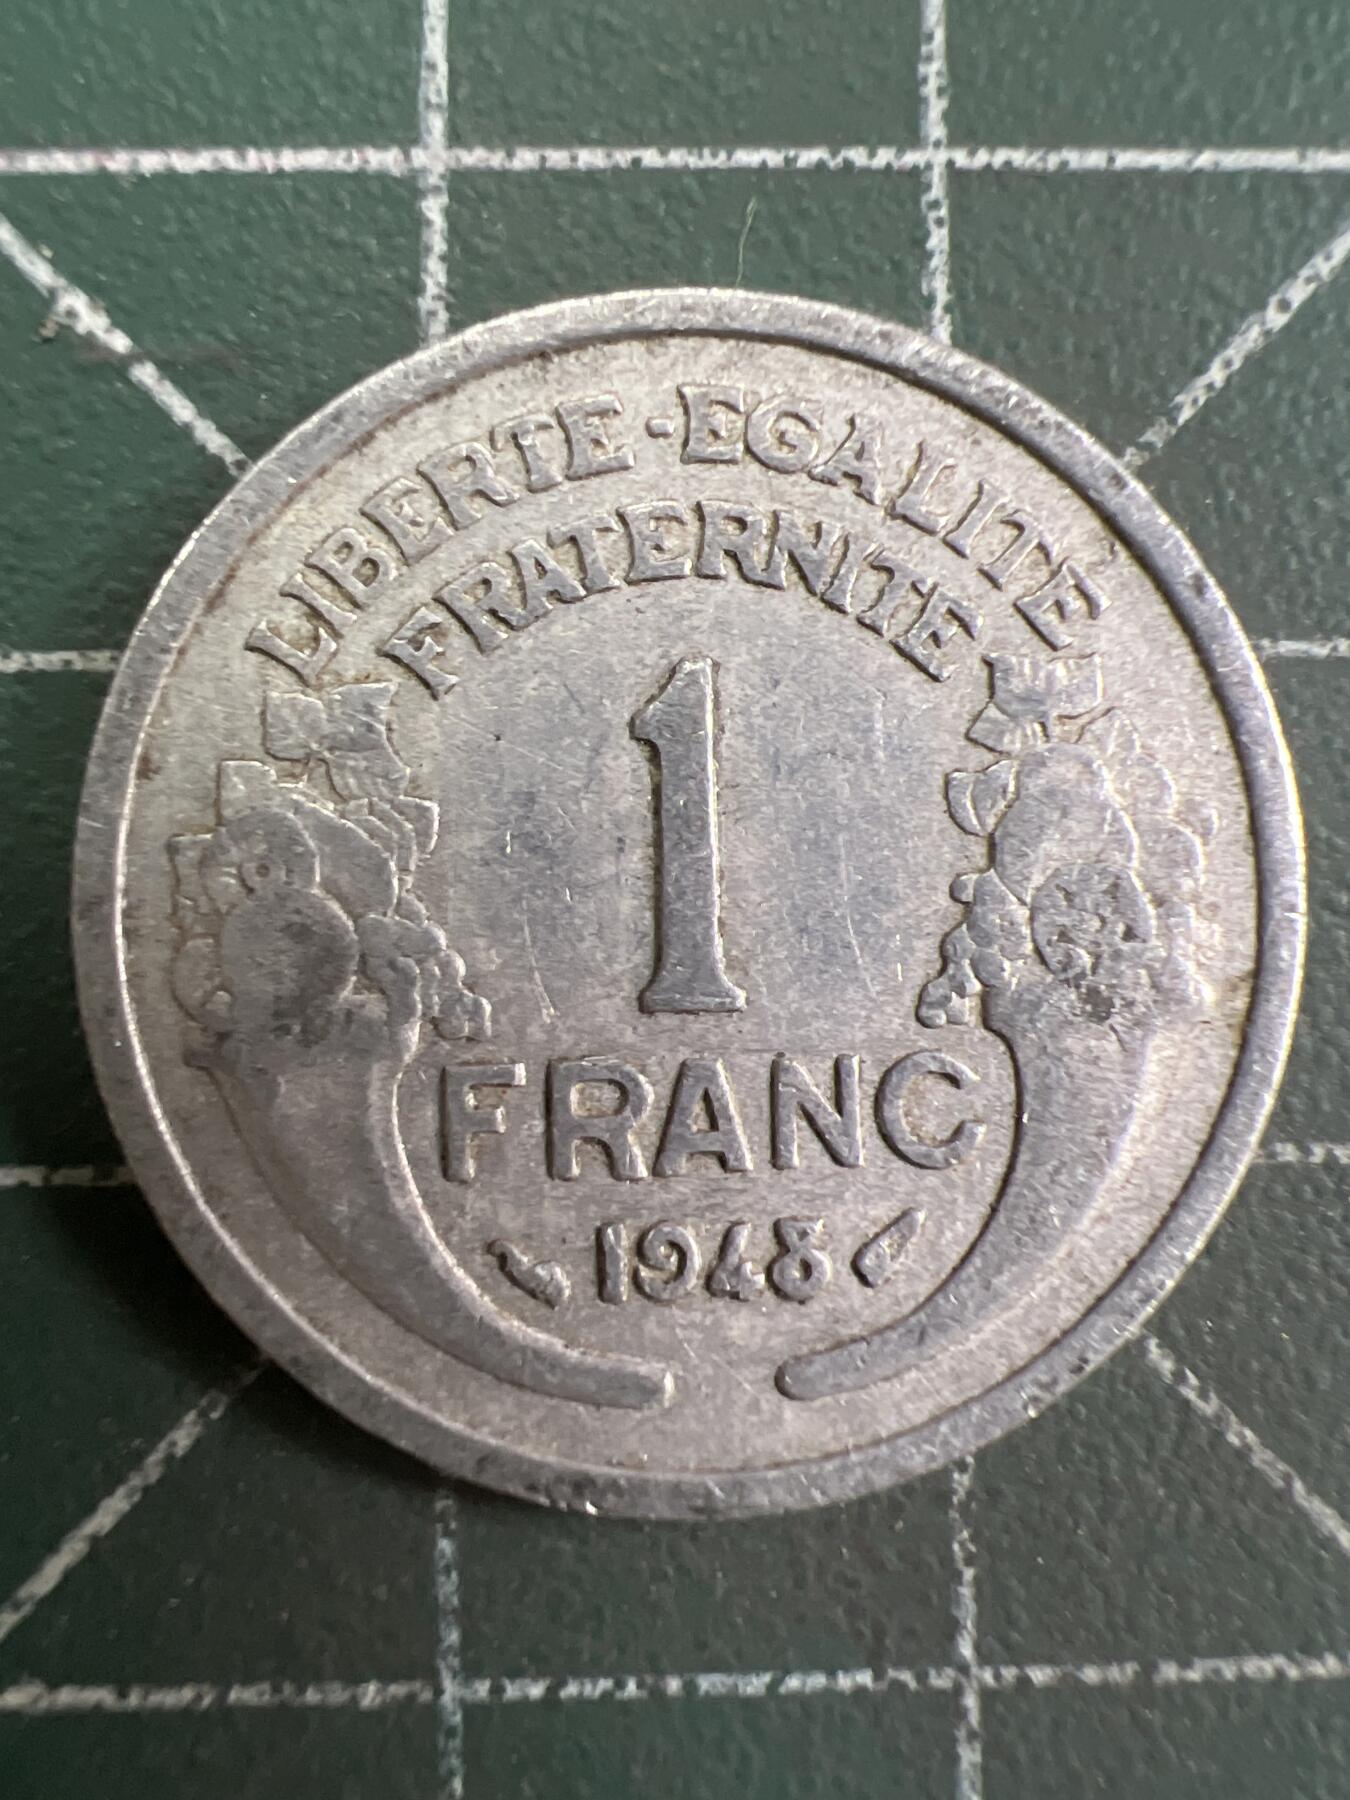 LIBERTE-EGALITE
FRATERNITE
1
FRANC
1948